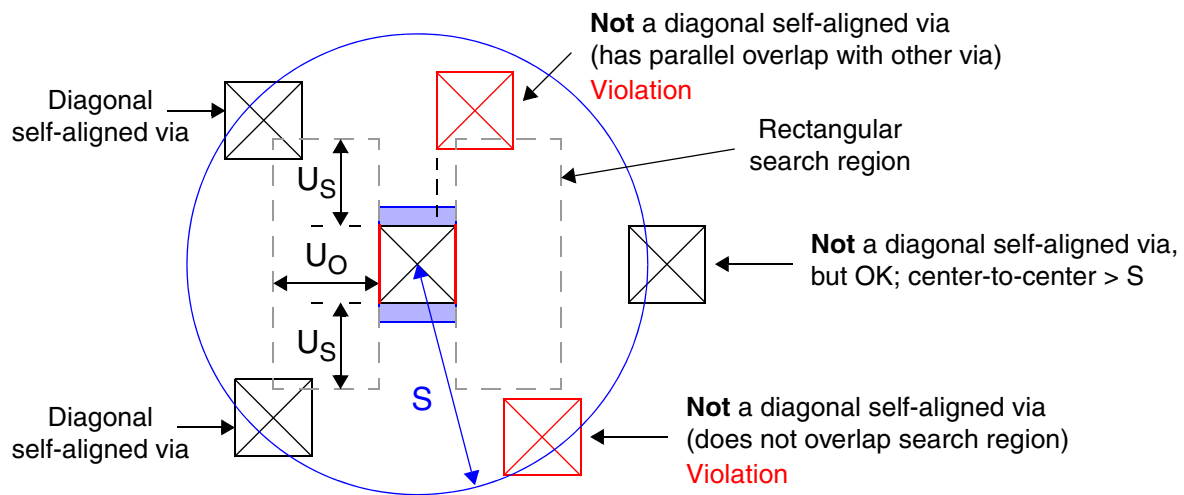 Not a diagonal self-aligned via
(has parallel overlap with other via)
Violation
Diagonal
self-aligned via
Rectangular
search region
U_S
U_O
Not a diagonal self-aligned via,
but OK; center-to-center > S
U_S
S
Diagonal
self-aligned via
Not a diagonal self-aligned via
(does not overlap search region)
Violation